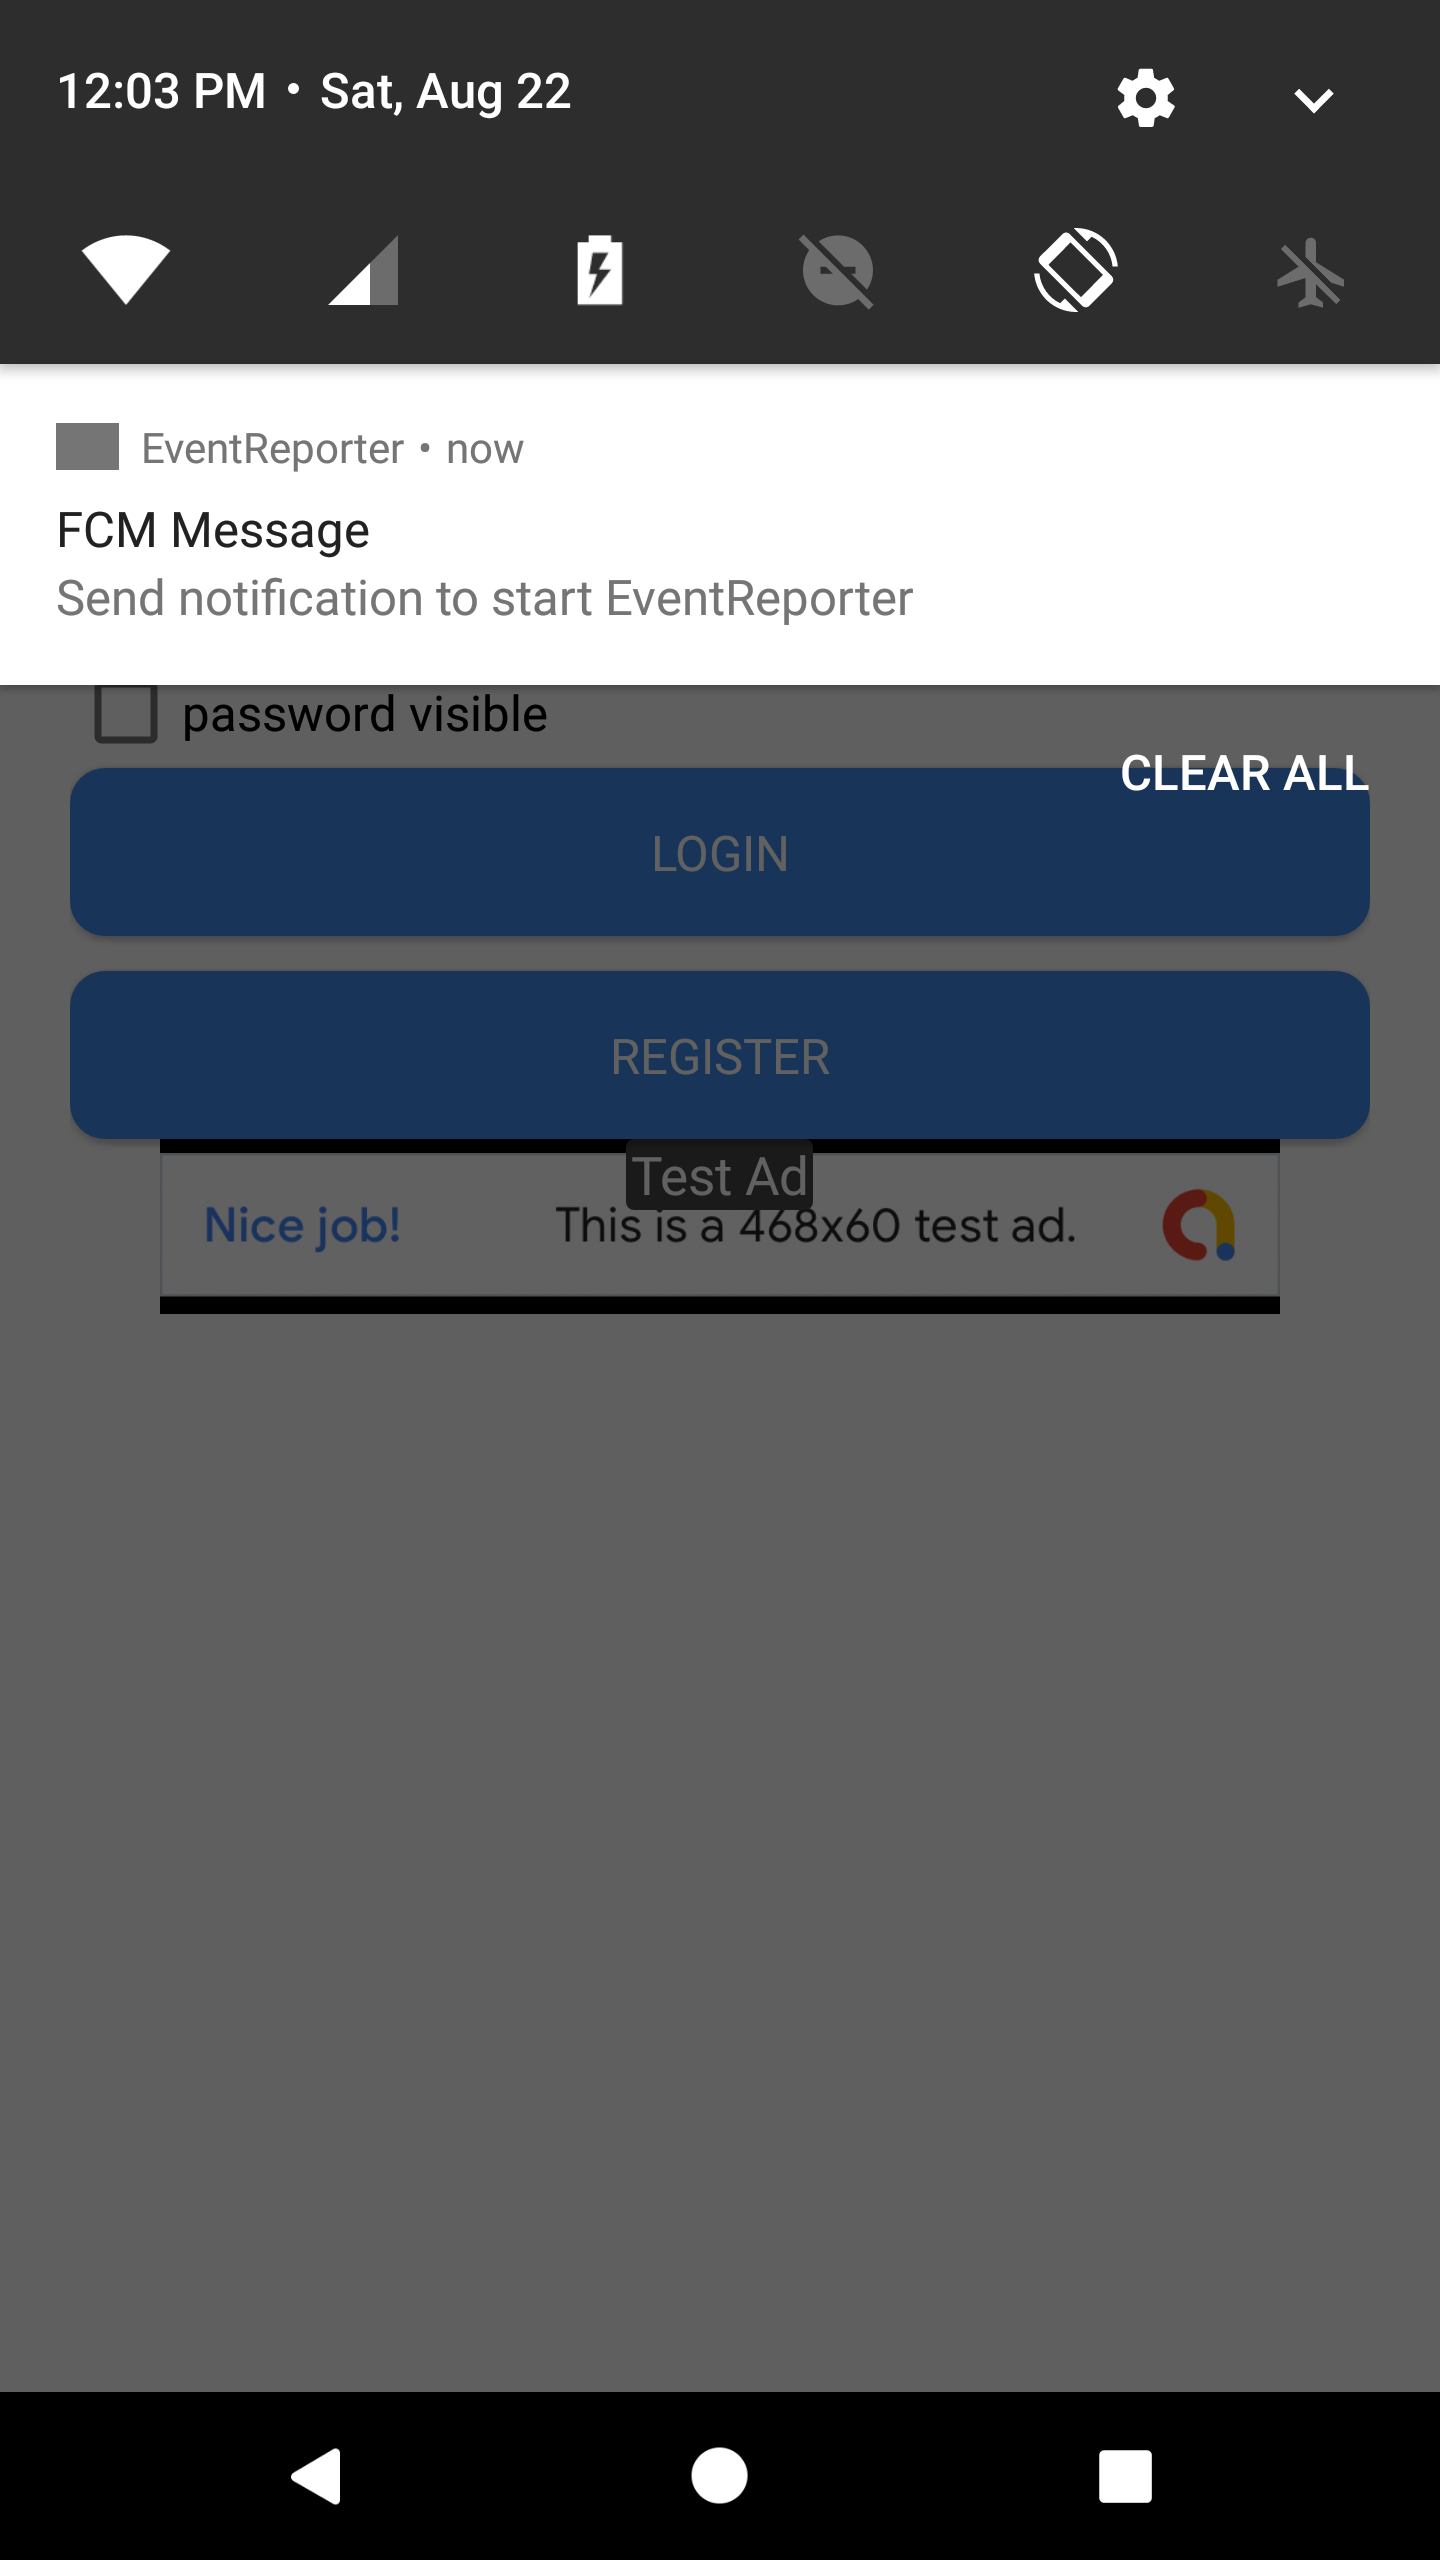 12:03 PM • Sat, Aug 22
EventReporter • now
FCM Message
Send notification to start EventReporter
password visible
CLEAR ALL
LOGIN
REGISTER
Test Ad
Nice job! This is a 468x60 test ad.